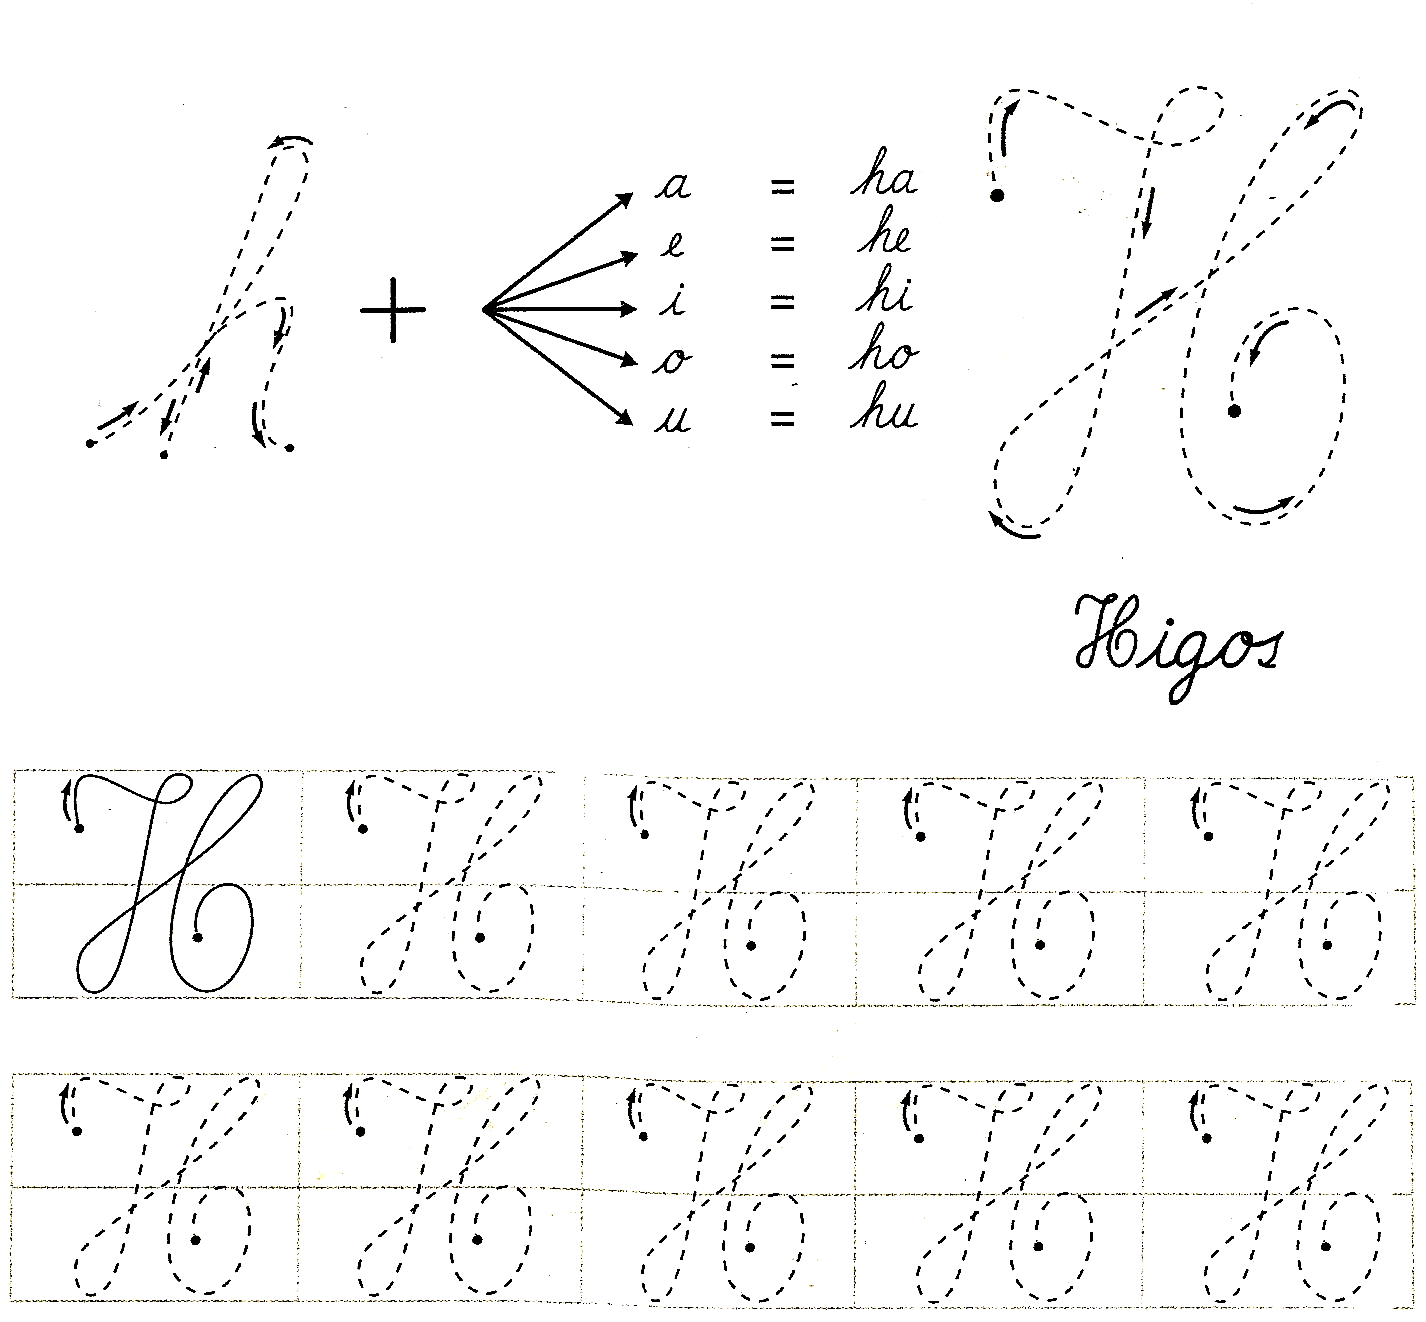 h + a = ha H
e = he
i = hi
o = ho
u = hu
Higos
H H H H H
H H H H H